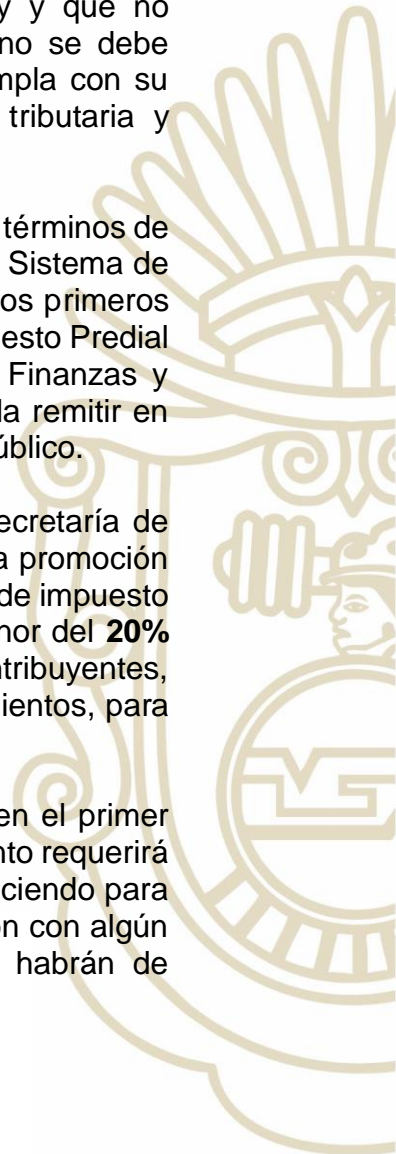 y y que no
no se debe
mpla con su
tributaria y
términos de
Sistema de
os primeros
esto Predial
Finanzas y
la remitir en
úblico.
ecretaría de
a promoción
de impuesto
nor del 20%
ntribuyentes,
ientos, para
en el primer
nto requerirá
ciendo para
ón con algún
habrán de